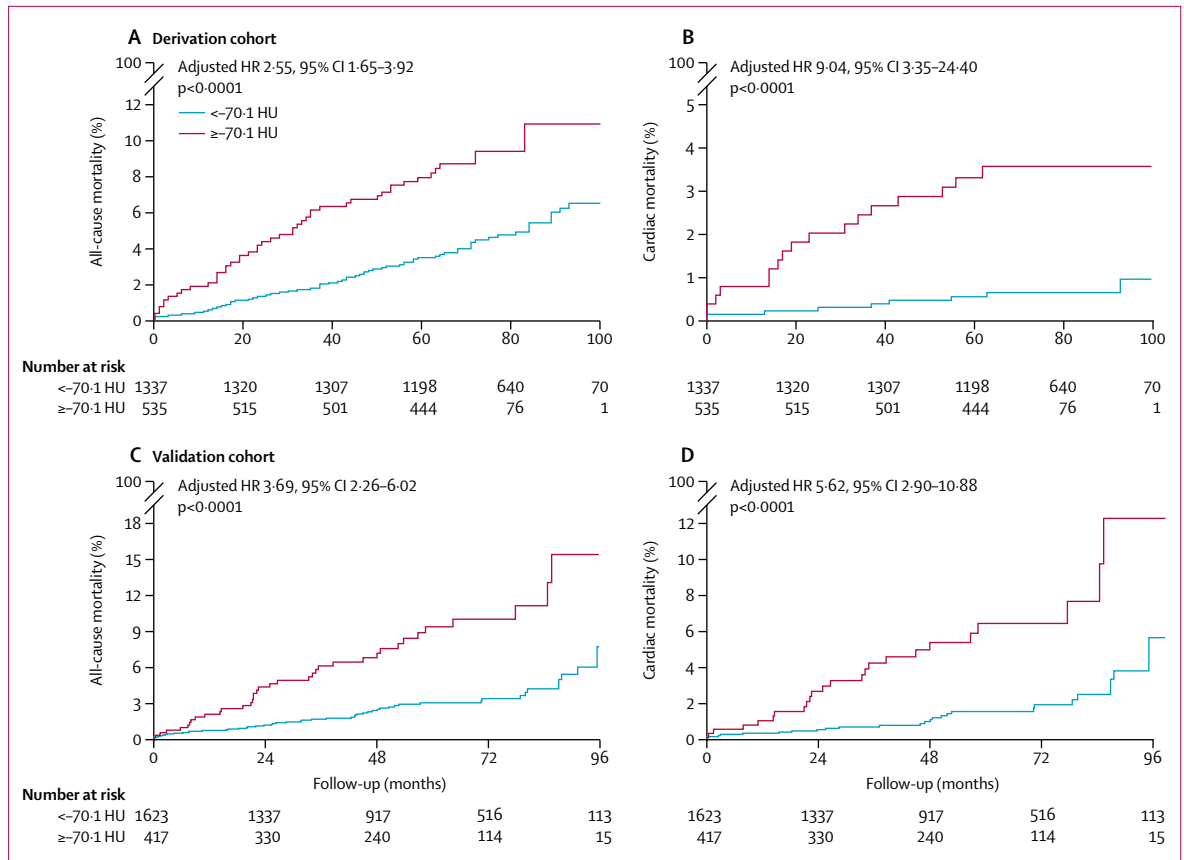 A Derivation cohort
Adjusted HR 2·55, 95% CI 1·65–3·92
p<0·0001
<–70·1 HU
≥–70·1 HU
All-cause mortality (%)
100
12
10
8
6
4
2
0
0 20 40 60 80 100
B
Adjusted HR 9·04, 95% CI 3·35–24·40
p<0·0001
Cardiac mortality (%)
100
5
4
3
2
1
0
0 20 40 60 80 100
Number at risk
<–70·1 HU 1337 1320 1307 1198 640 70
≥–70·1 HU 535 515 501 444 76 1
1337 1320 1307 1198 640 70
535 515 501 444 76 1
C Validation cohort
Adjusted HR 3·69, 95% CI 2·26–6·02
p<0·0001
All-cause mortality (%)
100
18
15
12
9
6
3
0
0 24 48 72 96
Follow-up (months)
D
Adjusted HR 5·62, 95% CI 2·90–10·88
p<0·0001
Cardiac mortality (%)
100
12
10
8
6
4
2
0
0 24 48 72 96
Follow-up (months)
Number at risk
<–70·1 HU 1623 1337 917 516 113
≥–70·1 HU 417 330 240 114 15
1623 1337 917 516 113
417 330 240 114 15